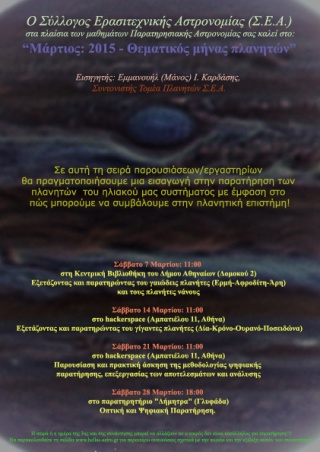 Ο Σύλλογος Ερασιτεχνικής Αστρονομίας (Σ.Ε.Α.)
στα πλαίσια των μαθημάτων Παρατηρησιακής Αστρονομίας σας καλεί στο:
“Μάρτιος: 2015 - Θεματικός μήνας πλανητών”
Εισηγητής: Εμμανουήλ (Μάνος) Ι. Καρδάσης,
Συντονιστής Τομέα Πλανητών Σ.Ε.Α.
Σε αυτή τη σειρά παρουσιάσεων/εργαστηρίων
θα πραγματοποιήσουμε μια εισαγωγή στην παρατήρηση των
πλανητών του ηλιακού μας συστήματος με έμφαση στο
πώς μπορούμε να συμβάλουμε στην πλανητική επιστήμη!
Σάββατο 7 Μαρτίου: 11:00
στη Κεντρική Βιβλιοθήκη του Δήμου Αθηναίων (Δομοκού 2)
Εξετάζοντας και παρατηρώντας του γαιώδεις πλανήτες (Ερμή-Αφροδίτη-Άρη)
και τους πλανήτες νάνους
Σάββατο 14 Μαρτίου: 11:00
στο hackerspace (Αμπατιέλου 11, Αθήνα)
Εξετάζοντας και παρατηρώντας του γίγαντες πλανήτες (Δία-Κρόνο-Ουρανό-Ποσειδώνα)
Σάββατο 21 Μαρτίου: 11:00
στο hackerspace (Αμπατιέλου 11, Αθήνα)
Παρουσίαση και πρακτική άσκηση της μεθοδολογίας ψηφιακής
παρατήρησης, επεξεργασίας των αποτελεσμάτων και ανάλυσης
Σάββατο 28 Μαρτίου: 18:00
στο παρατηρητήριο "Δήμητρα" (Γλυφάδα)
Οπτική και Ψηφιακή Παρατήρηση.